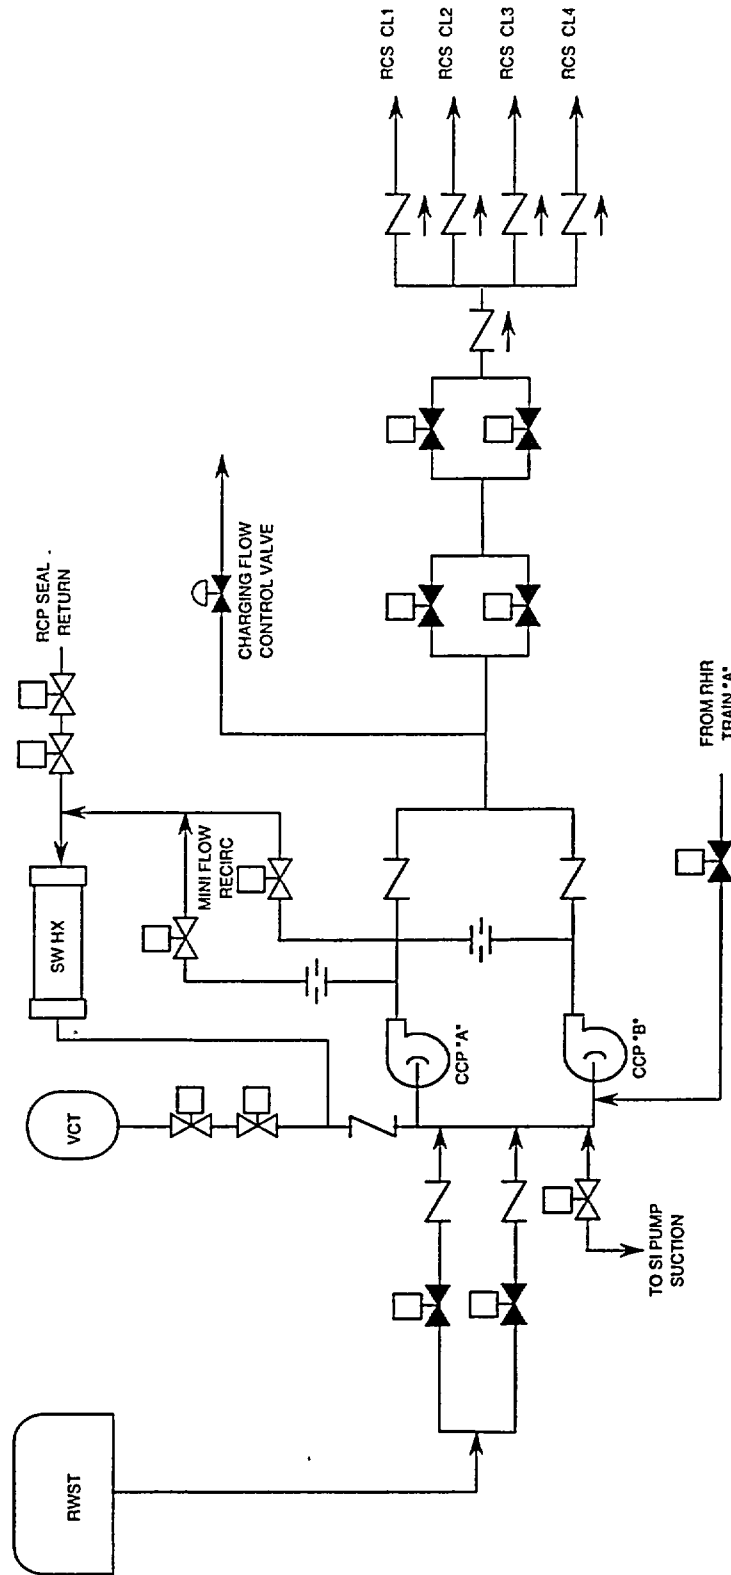 RWST
VCT
SW HX
RCP SEAL
RETURN
MINI FLOW
RECIRC
CHARGING FLOW
CONTROL VALVE
CCP "A"
CCP "B"
TO SI PUMP
SUCTION
FROM RHR
TRAIN "A"
RCS CL1
RCS CL2
RCS CL3
RCS CL4